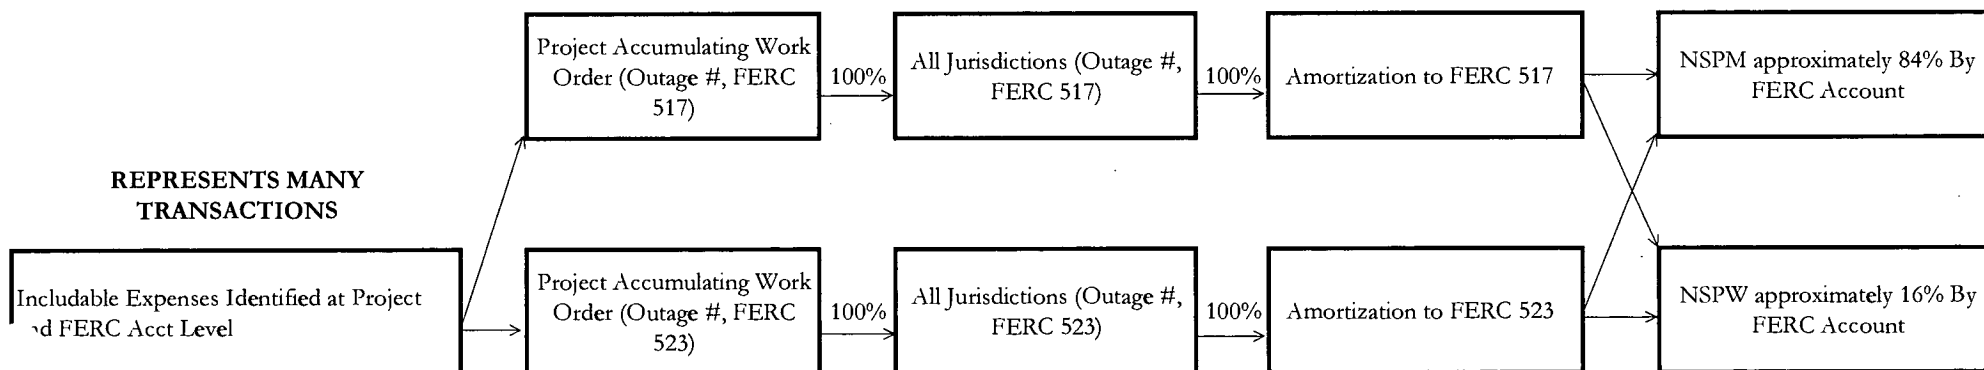 Project Accumulating Work
Order (Outage #, FERC
517)
100%
All Jurisdictions (Outage #,
FERC 517)
100%
Amortization to FERC 517
NSPM approximately 84% By
FERC Account
REPRESENTS MANY
TRANSACTIONS
Includable Expenses Identified at Project
FERC Acct Level
Project Accumulating Work
Order (Outage #, FERC
523)
100%
All Jurisdictions (Outage #,
FERC 523)
100%
Amortization to FERC 523
NSPW approximately 16% By
FERC Account